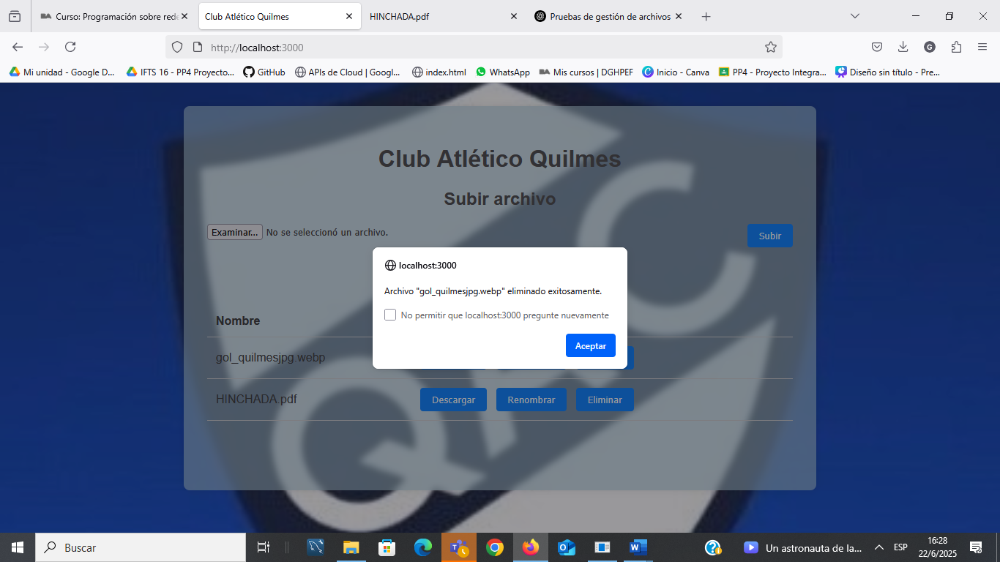 Curso: Programación sobre rede
Club Atlético Quilmes
HINCHADA.pdf
Pruebas de gestión de archivos
http://localhost:3000
G
Mi unidad - Google D...
IFTS 16 - PP4 Proyecto...
GitHub
APIs de Cloud | Googl...
index.html
WhatsApp
BA
Mis cursos | DGHPEF
Inicio - Canva
PP4 - Proyecto Integra...
Diseño sin título - Pre...
Club Atlético Quilmes
Subir archivo
Examinar...
No se seleccionó un archivo.
Subir
localhost:3000
Archivo "gol_quilmesjpg.webp" eliminado exitosamente.
No permitir que localhost:3000 pregunte nuevamente
Aceptar
Nombre
gol_quilmesjpg.webp
HINCHADA.pdf
Descargar
Renombrar
Eliminar
QAC
Buscar
Un astronauta de la...
ESP
16:28
22/6/2025